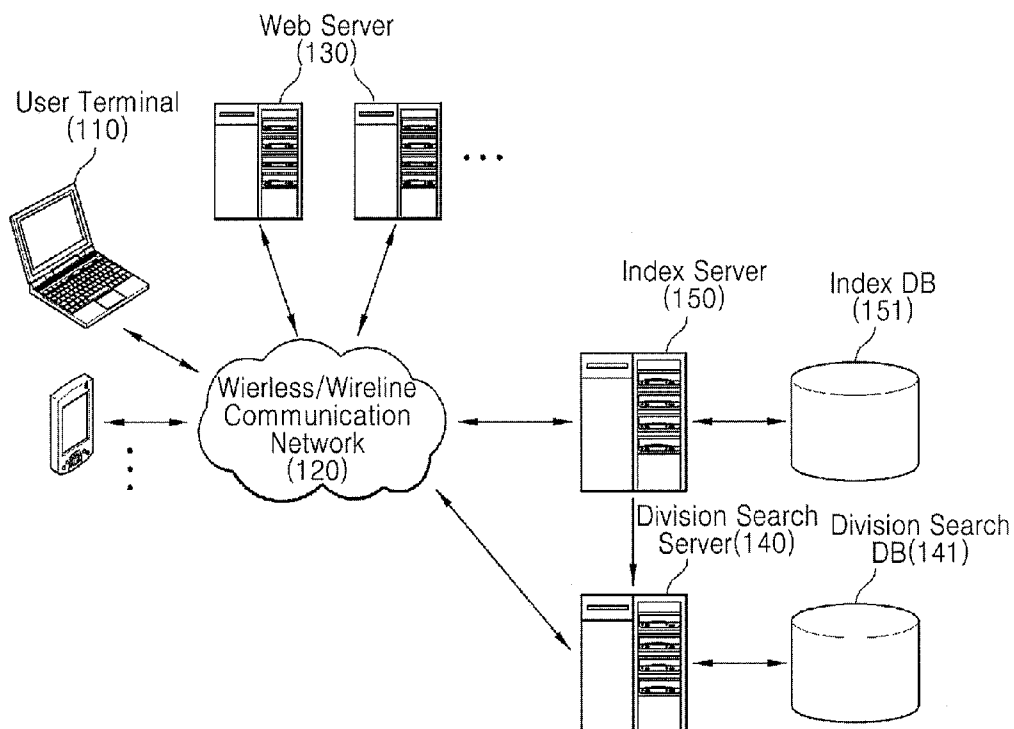 Web Server
(130)
User Terminal
(110)
Index Server
(150)
Index DB
(151)
Wierless/Wireline
Communication
Network
(120)
Division Search
Server(140)
Division Search
DB(141)